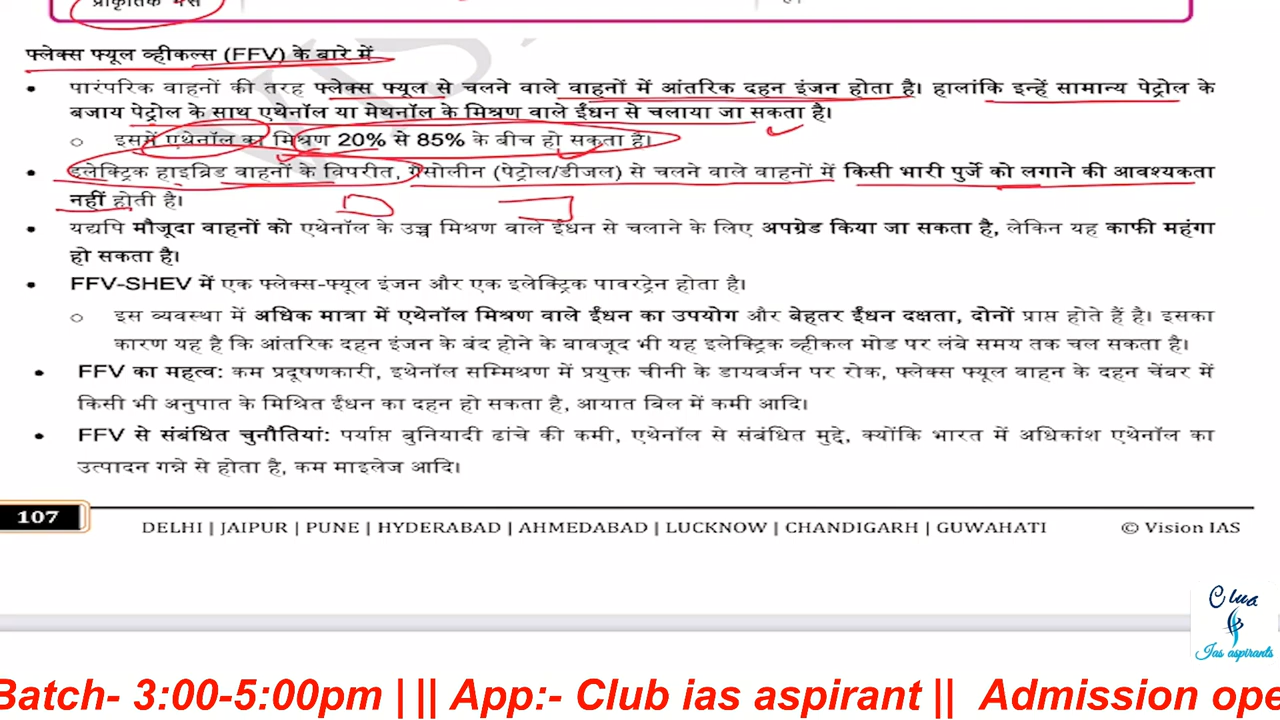 प्राकृतिक गैस
फ्लेक्स फ्यूल व्हीकल्स (FFV) के बारे में
• पारंपरिक वाहनों की तरह फ्लेक्स फ्यूल से चलने वाले वाहनों में आंतरिक दहन इंजन होता है। हालांकि इन्हें सामान्य पेट्रोल के
बजाय पेट्रोल के साथ एथेनॉल या मेथनॉल के मिश्रण वाले ईंधन से चलाया जा सकता है।
○ इसमें एथेनॉल का मिश्रण 20% से 85% के बीच हो सकता है।
• इलेक्ट्रिक हाइब्रिड वाहनों के विपरीत, गैसोलीन (पेट्रोल/डीजल) से चलने वाले वाहनों में किसी भारी पुर्जे को लगाने की आवश्यकता
नहीं होती है।
• यद्यपि मौजूदा वाहनों को एथेनॉल के उच्च मिश्रण वाले ईंधन से चलाने के लिए अपग्रेड किया जा सकता है, लेकिन यह काफी महंगा
हो सकता है।
• FFV-SHEV में एक फ्लेक्स-फ्यूल इंजन और एक इलेक्ट्रिक पावरट्रेन होता है।
○ इस व्यवस्था में अधिक मात्रा में एथेनॉल मिश्रण वाले ईंधन का उपयोग और बेहतर ईंधन दक्षता, दोनों प्राप्त होते हैं है। इसका
कारण यह है कि आंतरिक दहन इंजन के बंद होने के बावजूद भी यह इलेक्ट्रिक व्हीकल मोड पर लंबे समय तक चल सकता है।
• FFV का महत्व: कम प्रदूषणकारी, इथेनॉल सम्मिश्रण में प्रयुक्त चीनी के डायवर्जन पर रोक, फ्लेक्स फ्यूल वाहन के दहन चेंबर में
किसी भी अनुपात के मिश्रित ईंधन का दहन हो सकता है, आयात बिल में कमी आदि।
• FFV से संबंधित चुनौतियां: पर्याप्त बुनियादी ढांचे की कमी, एथेनॉल से संबंधित मुद्दे, क्योंकि भारत में अधिकांश एथेनॉल का
उत्पादन गन्ने से होता है, कम माइलेज आदि।
107 DELHI | JAIPUR | PUNE | HYDERABAD | AHMEDABAD | LUCKNOW | CHANDIGARH | GUWAHATI © Vision IAS
Club
Ias aspirants
Batch- 3:00-5:00pm | || App:- Club ias aspirant || Admission ope